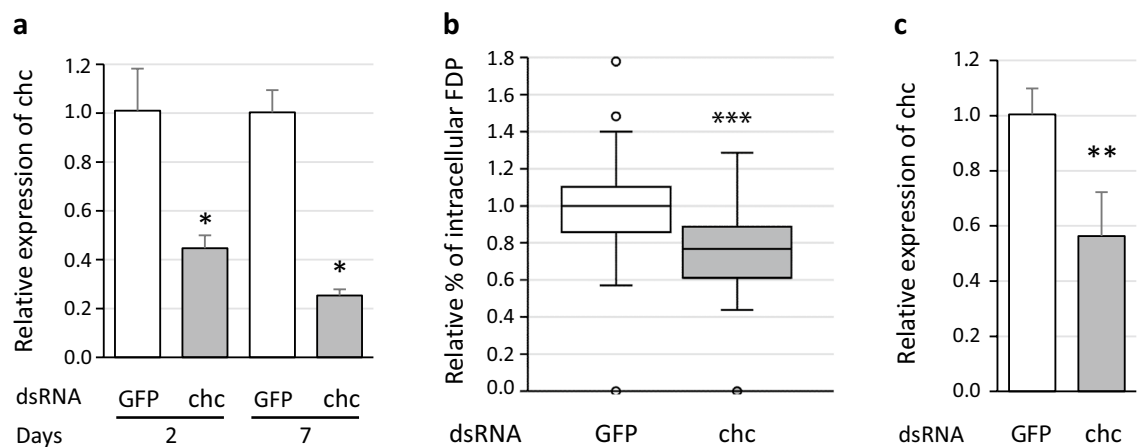 a
Relative expression of chc
1.2
1.0
0.8
0.6
0.4
0.2
0.0
*
*
dsRNA GFP chc GFP chc
Days 2 7
b
Relative % of intracellular FDP
1.8
1.6
1.4
1.2
1.0
0.8
0.6
0.4
0.2
0.0
***
dsRNA GFP chc
c
Relative expression of chc
1.2
1.0
0.8
0.6
0.4
0.2
0.0
**
dsRNA GFP chc